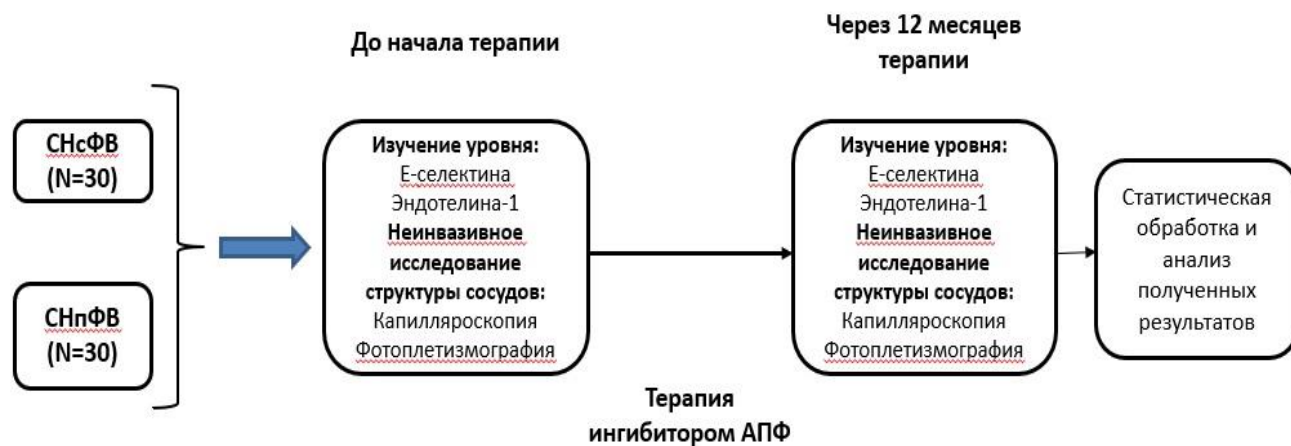 До начала терапии
Через 12 месяцев
терапии
СНсФВ
(N=30)
СНпФВ
(N=30)
Изучение уровня:
Е-селектина
Эндотелина-1
Неинвазивное
исследование
структуры сосудов:
Капилляроскопия
Фотоплетизмография
Терапия
ингибитором АПФ
Изучение уровня:
Е-селектина
Эндотелина-1
Неинвазивное
исследование
структуры сосудов:
Капилляроскопия
Фотоплетизмография
Статистическая
обработка и
анализ
полученных
результатов